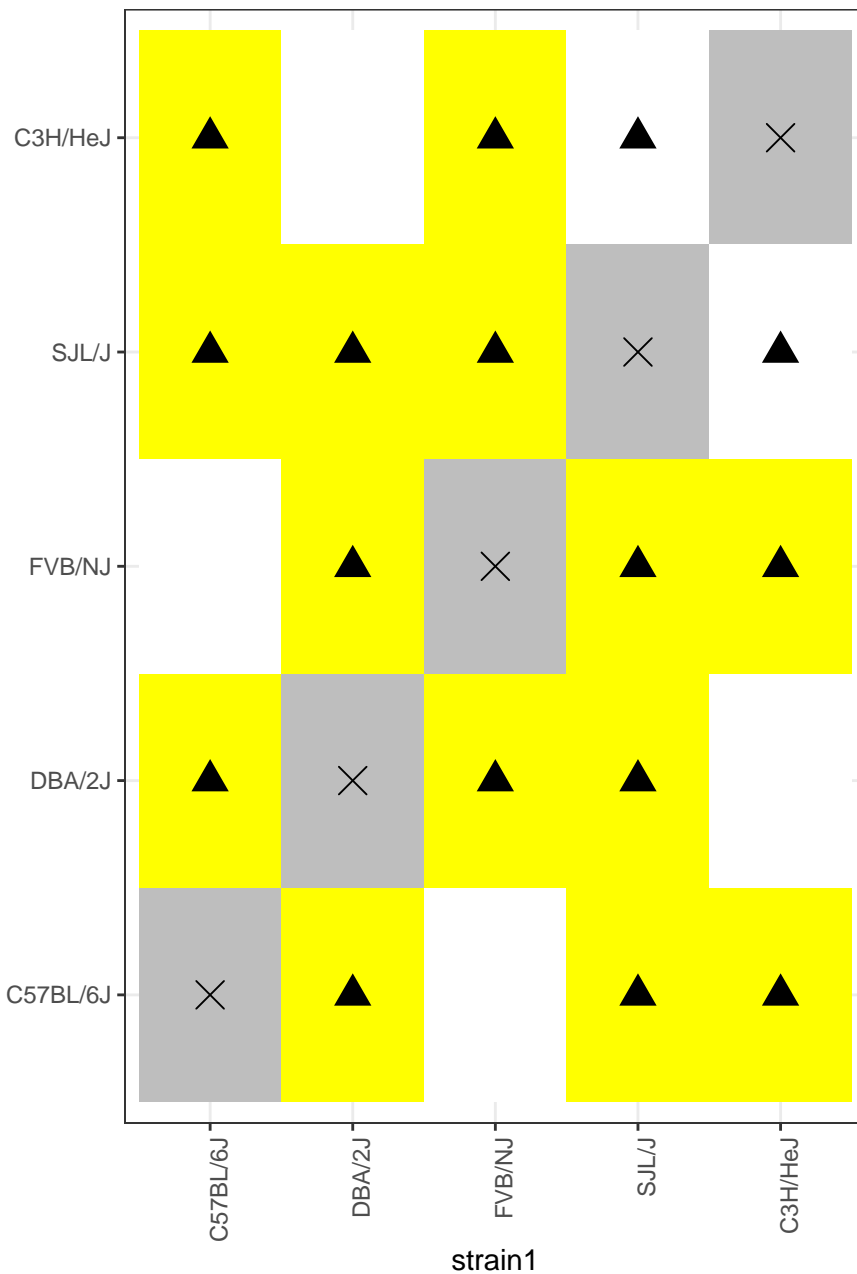 C3H/HeJ
SJL/J
FVB/NJ
DBA/2J
C57BL/6J
C57BL/6J
DBA/2J
FVB/NJ
SJL/J
C3H/HeJ
strain1